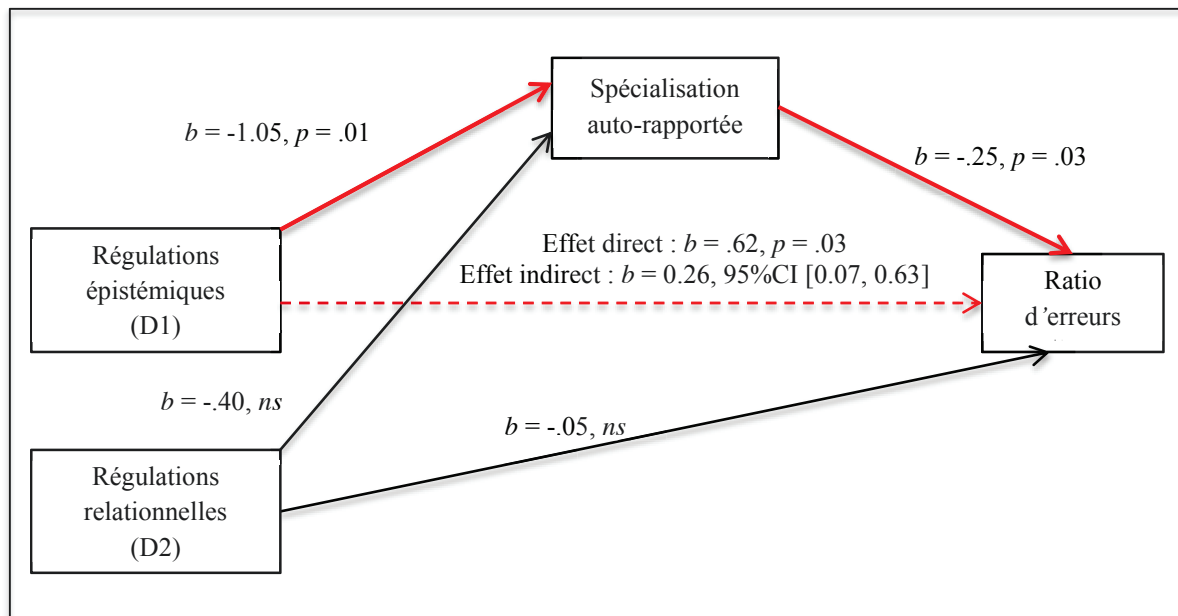 Spécialisation
auto-rapportée
b = -1.05, p = .01
b = -.25, p = .03
Régulations
épistémiques
(D1)
Effet direct : b = .62, p = .03
Effet indirect : b = 0.26, 95%CI [0.07, 0.63]
Ratio
d'erreurs
b = -.40, ns
b = -.05, ns
Régulations
relationnelles
(D2)